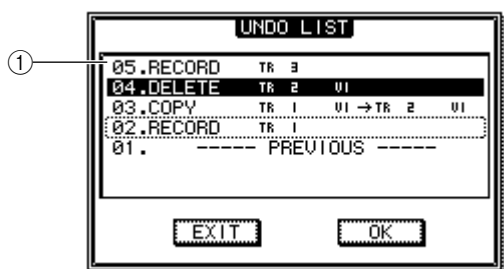 UNDO LIST
①
05.RECORD TR 3
04.DELETE TR 2 V1
03.COPY TR 1 V1 →TR 2 V1
02.RECORD TR 1
01. ----- PREVIOUS -----
EXIT OK